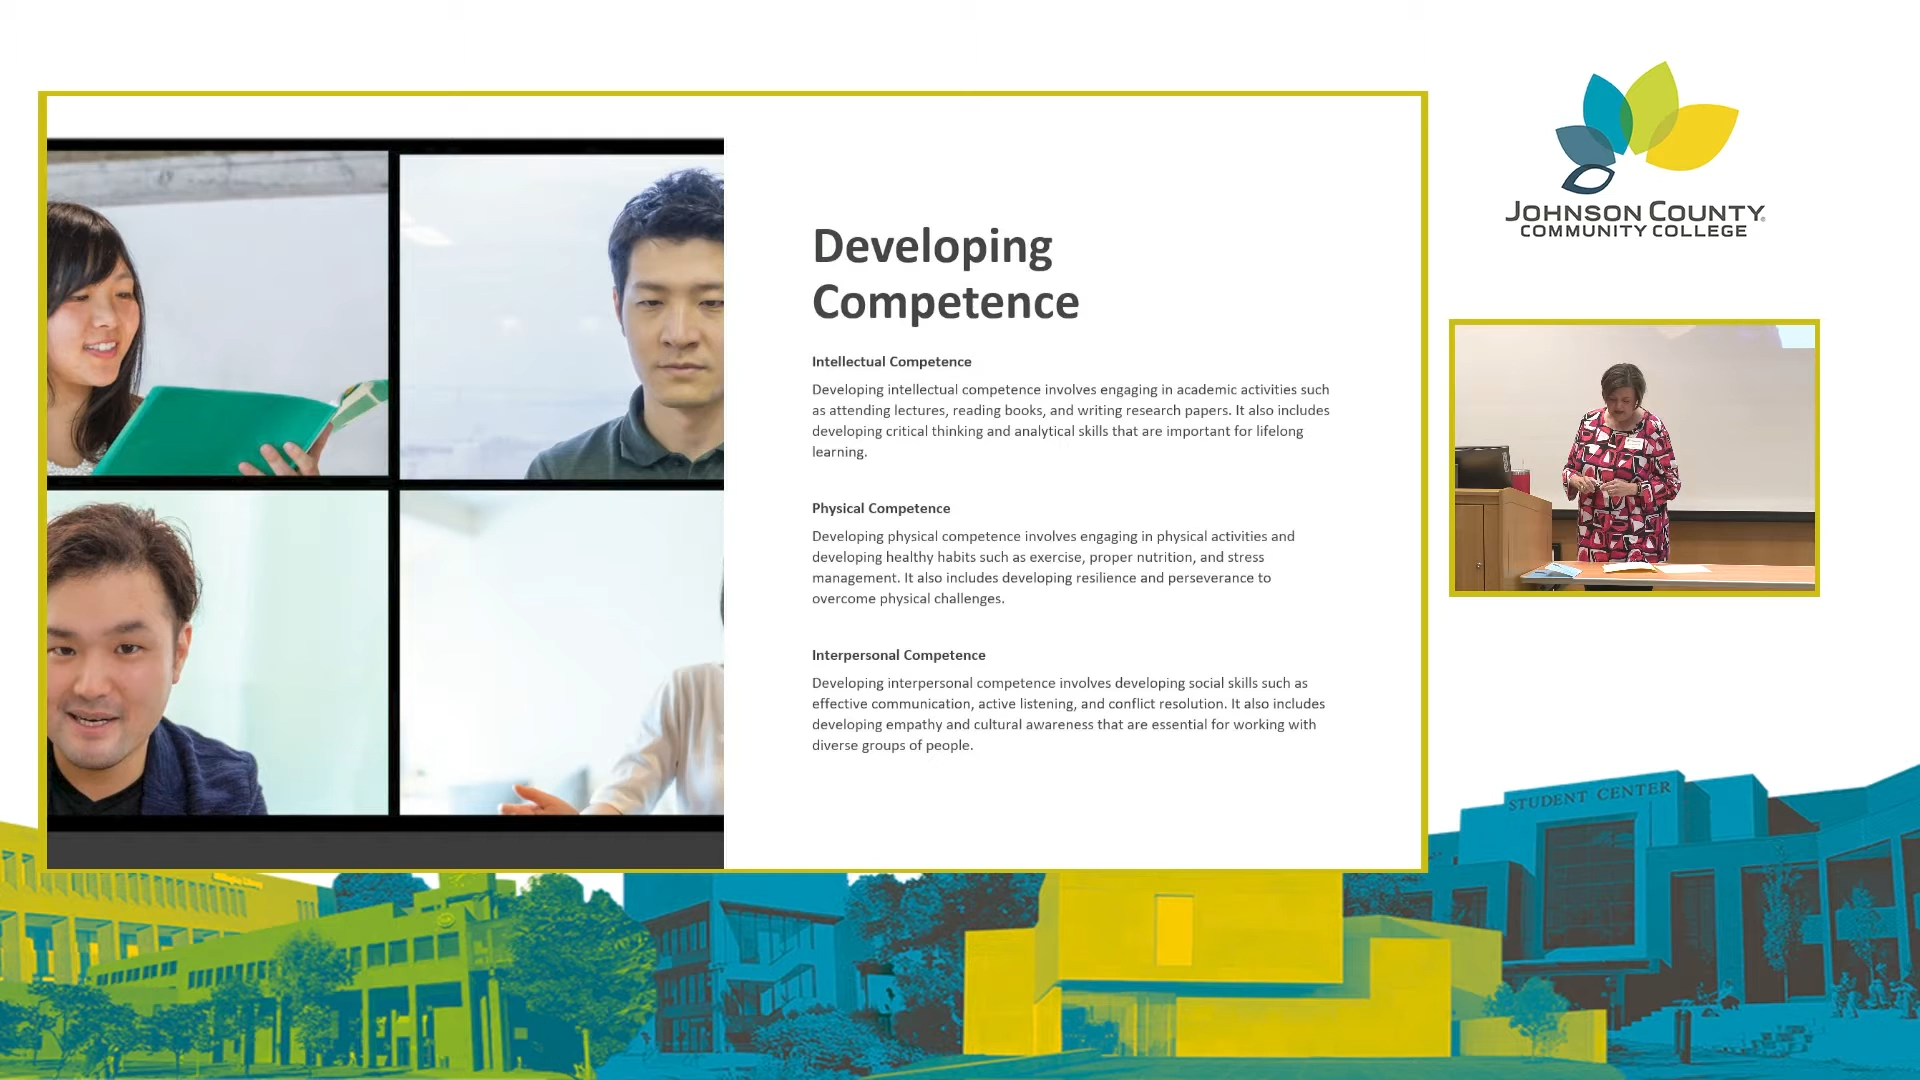 Developing
Competence
Intellectual Competence
Developing intellectual competence involves engaging in academic activities such
as attending lectures, reading books, and writing research papers. It also includes
developing critical thinking and analytical skills that are important for lifelong
learning.
Physical Competence
Developing physical competence involves engaging in physical activities and
developing healthy habits such as exercise, proper nutrition, and stress
management. It also includes developing resilience and perseverance to
overcome physical challenges.
Interpersonal Competence
Developing interpersonal competence involves developing social skills such as
effective communication, active listening, and conflict resolution. It also includes
developing empathy and cultural awareness that are essential for working with
diverse groups of people.
JOHNSON COUNTY®
COMMUNITY COLLEGE
STUDENT CENTER